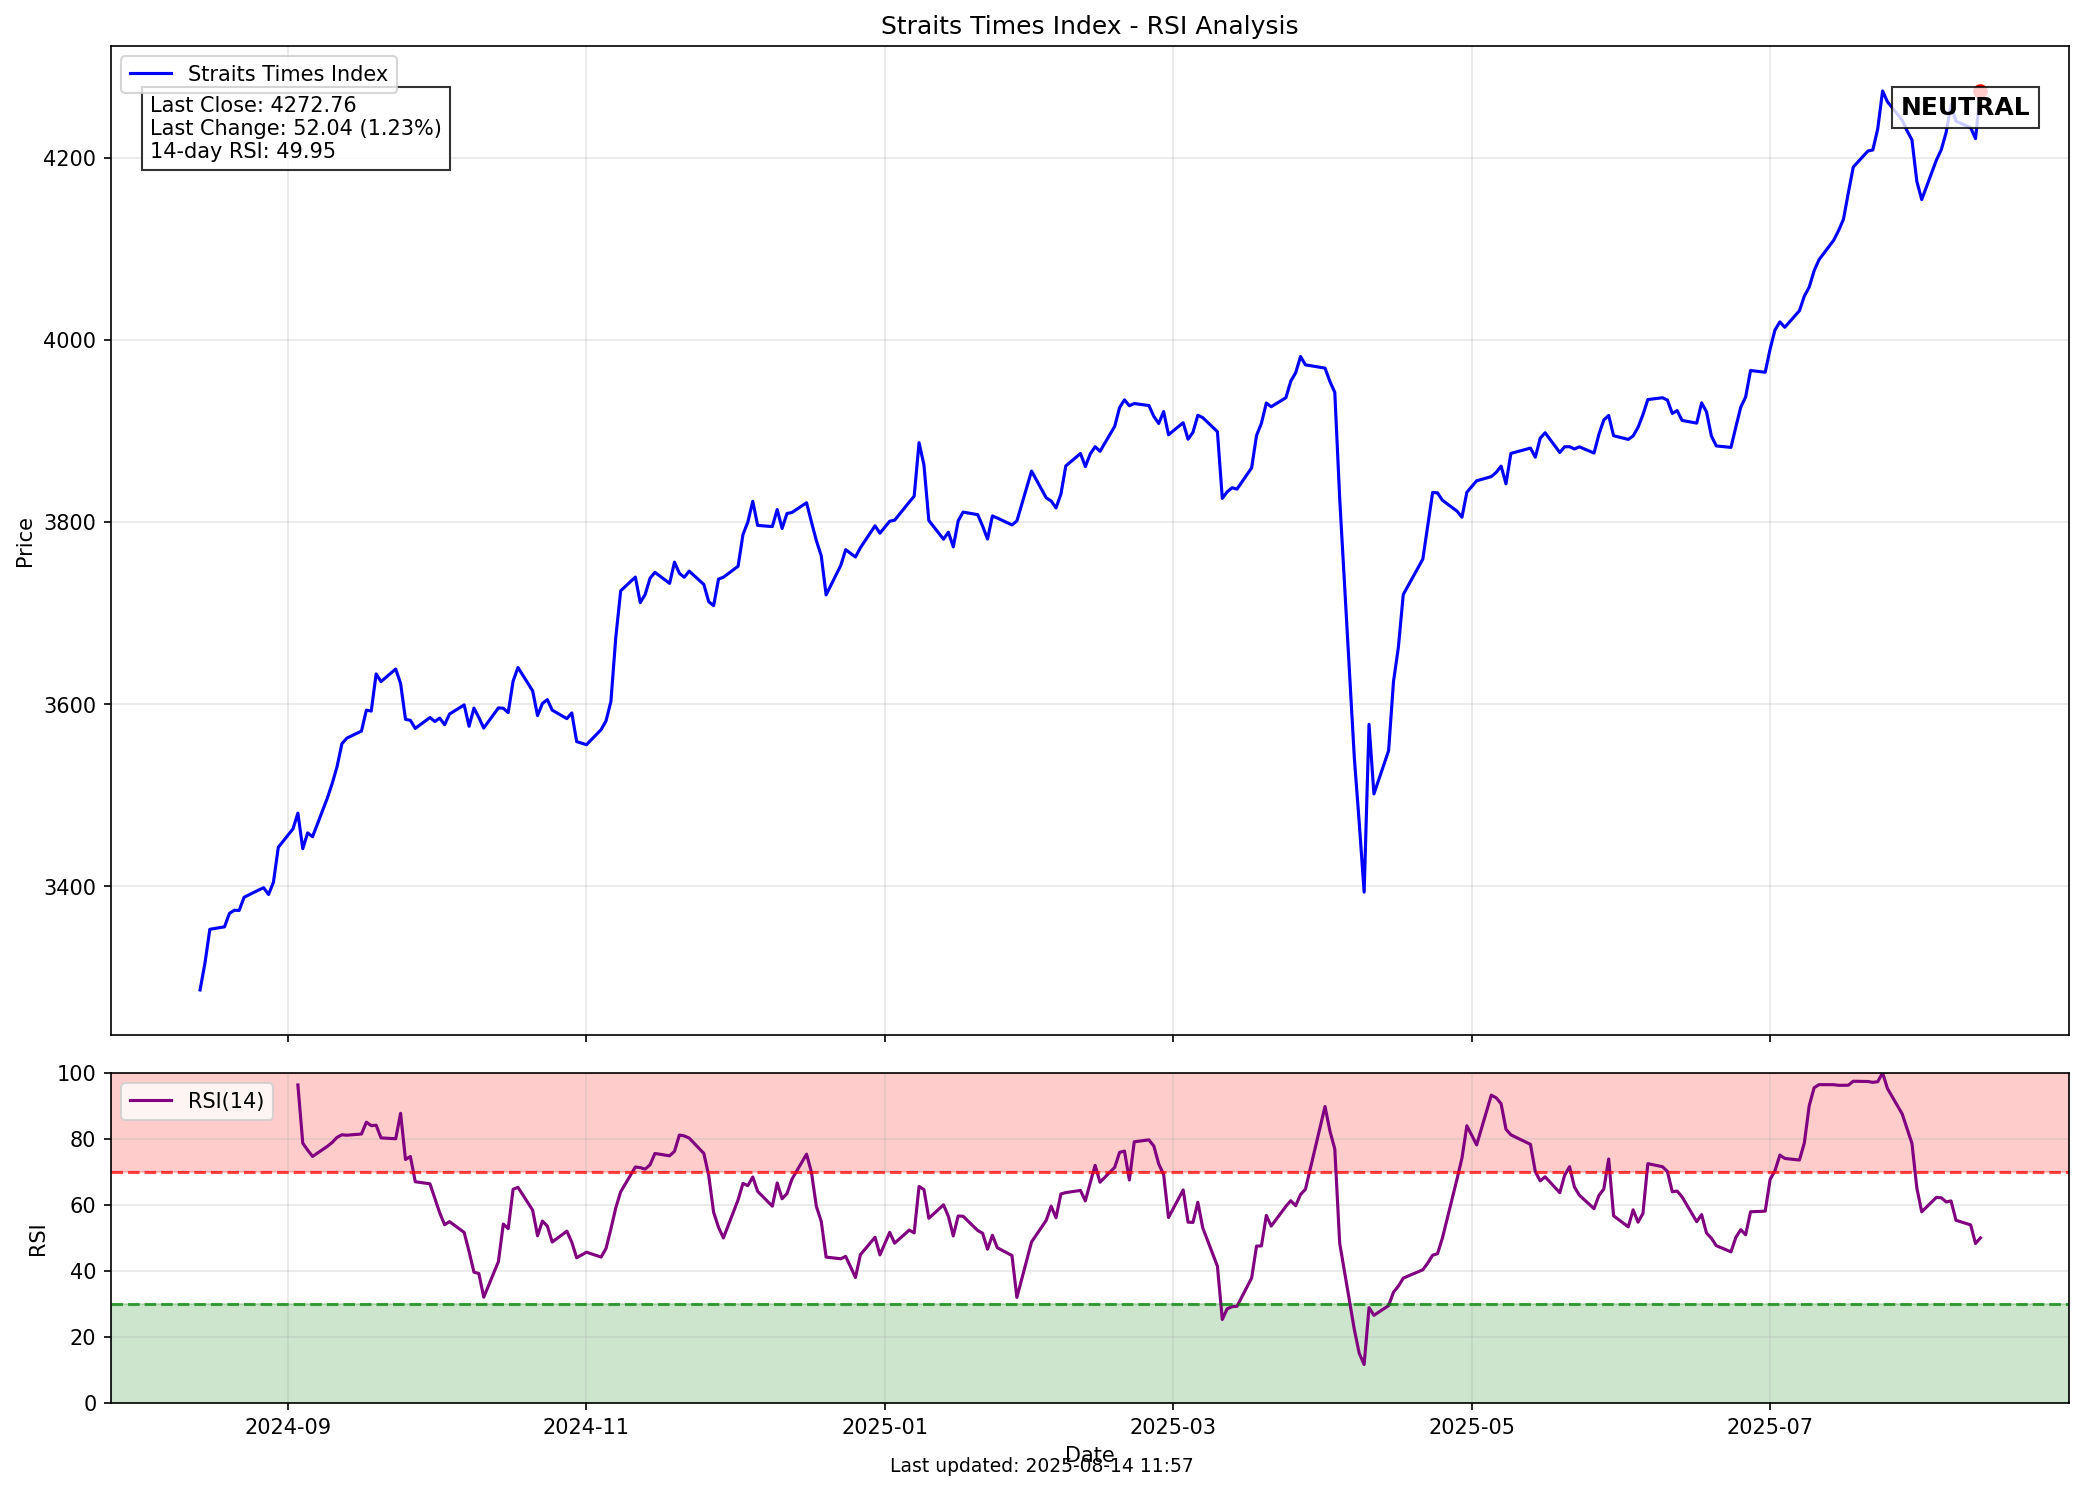 Straits Times Index - RSI Analysis
Straits Times Index
Last Close: 4272.76
Last Change: 52.04 (1.23%)
14-day RSI: 49.95
NEUTRAL
4200
4000
3800
3600
3400
Price
RSI(14)
100
80
60
40
20
0
RSI
2024-09
2024-11
2025-01
2025-03
2025-05
2025-07
Date
Last updated: 2025-08-14 11:57